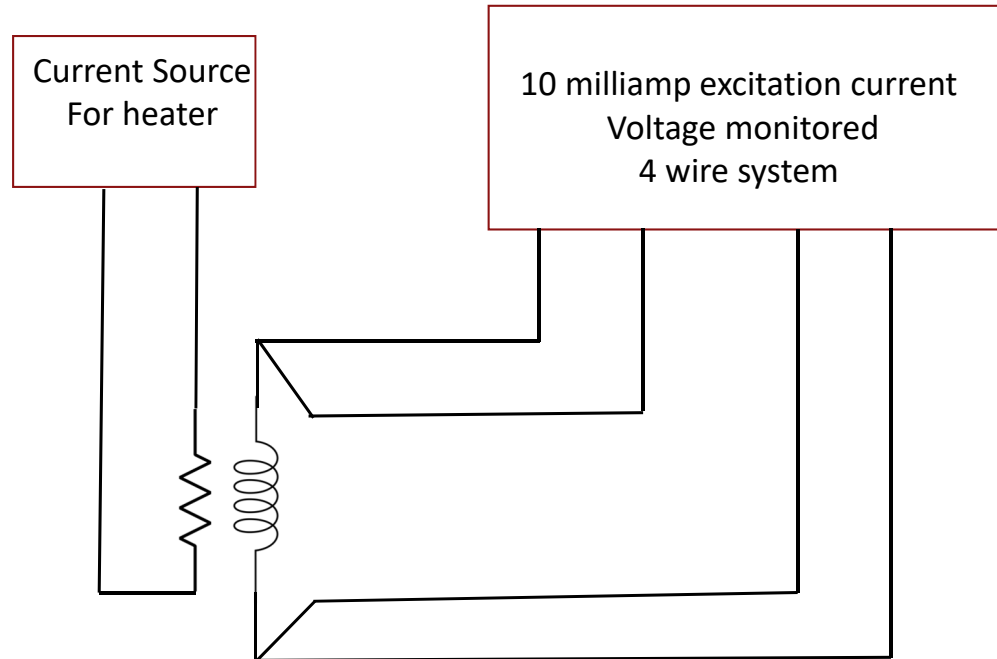 Current Source
For heater
10 milliamp excitation current
Voltage monitored
4 wire system